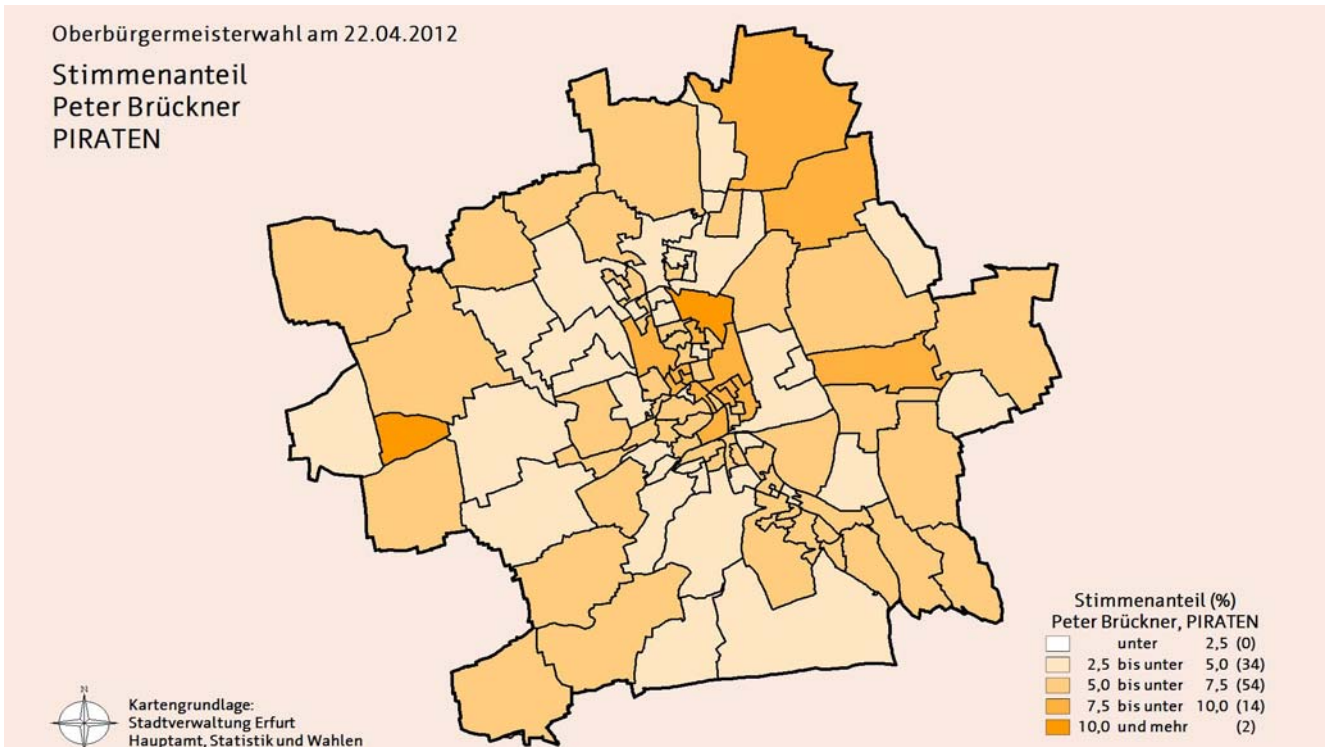 Oberbürgermeisterwahl am 22.04.2012
Stimmenanteil
Peter Brückner
PIRATEN
Stimmenanteil (%)
Peter Brückner, PIRATEN
unter 2,5 (0)
2,5 bis unter 5,0 (34)
5,0 bis unter 7,5 (54)
7,5 bis unter 10,0 (14)
10,0 und mehr (2)
N
Kartengrundlage:
Stadtverwaltung Erfurt
Hauptamt, Statistik und Wahlen